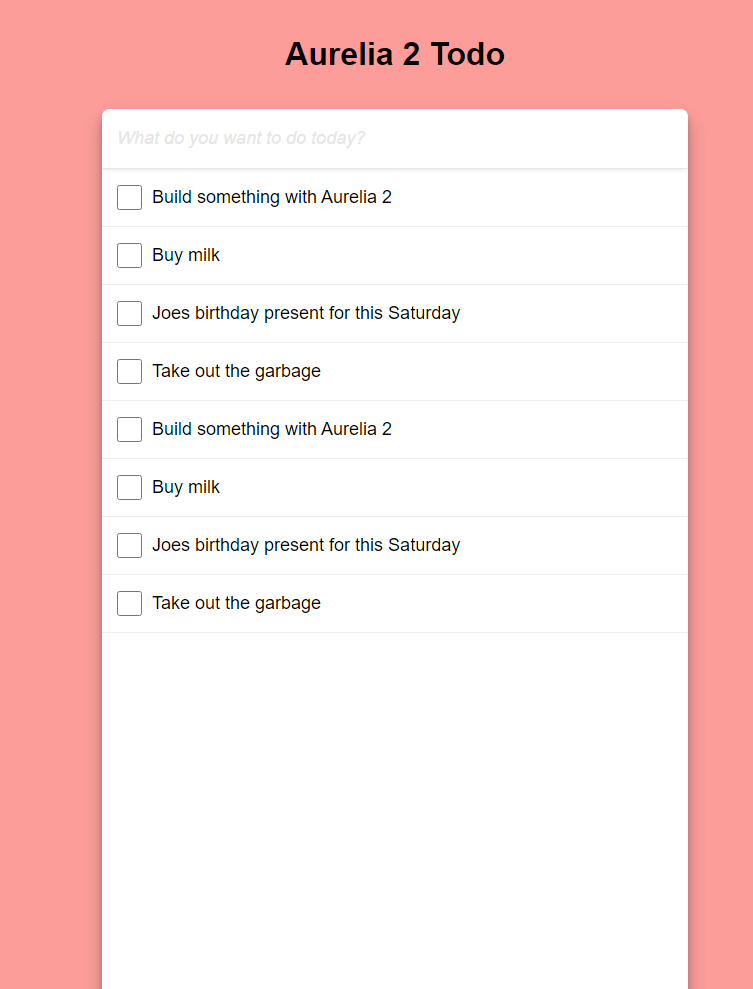 Aurelia 2 Todo
What do you want to do today?
Build something with Aurelia 2
Buy milk
Joes birthday present for this Saturday
Take out the garbage
Build something with Aurelia 2
Buy milk
Joes birthday present for this Saturday
Take out the garbage